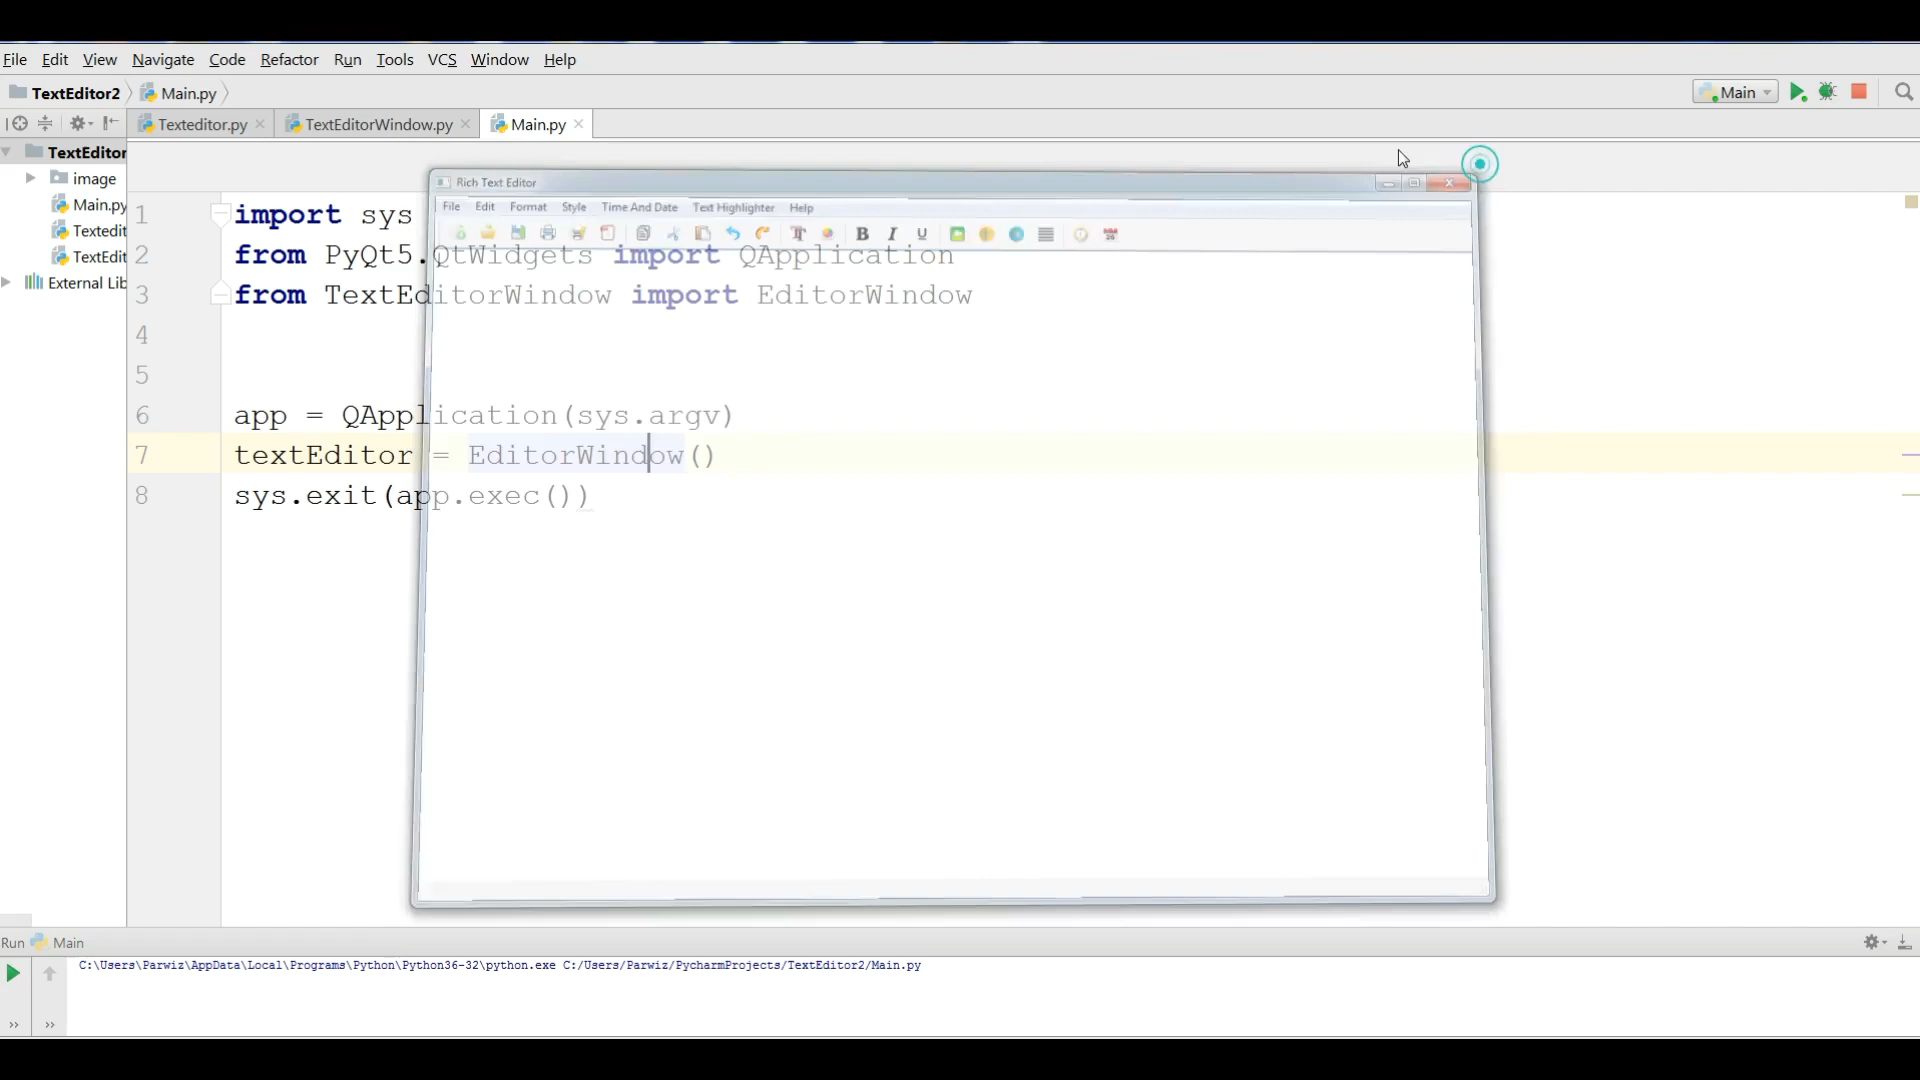 File Edit View Navigate Code Refactor Run Tools VCS Window Help
TextEditor2 Main.py Main
Texteditor.py TextEditorWindow.py Main.py
TextEditor
image
Main.py
Textedit
TextEdit
External Lib
Rich Text Editor
File Edit Format Style Time And Date Text Highlighter Help
B I U
1 import sys
2 from PyQt5.QtWidgets import QApplication
3 from TextEditorWindow import EditorWindow
4
5
6 app = QApplication(sys.argv)
7 textEditor = EditorWindow()
8 sys.exit(app.exec())
Run Main
C:\Users\Parwiz\AppData\Local\Programs\Python\Python36-32\python.exe C:/Users/Parwiz/PycharmProjects/TextEditor2/Main.py